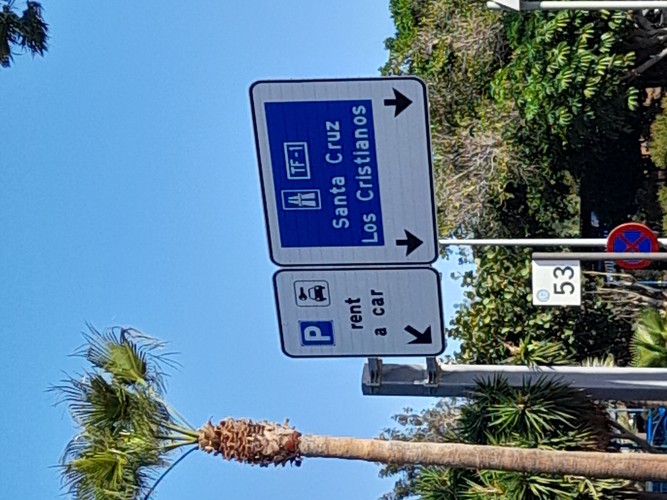 P
rent
a car
TF-1
Santa Cruz
Los Cristianos
53